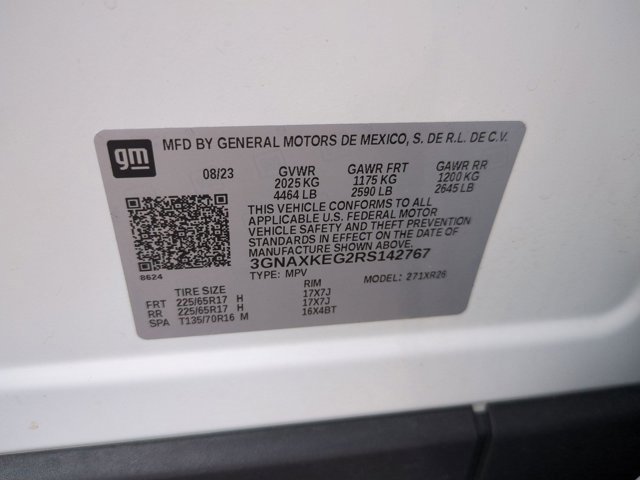 gm
MFD BY GENERAL MOTORS DE MEXICO, S. DE R.L. DE C.V.
08/23 GVWR GAWR FRT GAWR RR
2025 KG 1175 KG 1200 KG
4464 LB 2590 LB 2645 LB
THIS VEHICLE CONFORMS TO ALL
APPLICABLE U.S. FEDERAL MOTOR
VEHICLE SAFETY AND THEFT PREVENTION
STANDARDS IN EFFECT ON THE DATE OF
MANUFACTURE SHOWN ABOVE.
3GNAXKEG2RS142767
8624 TYPE: MPV MODEL: 271XR26
TIRE SIZE RIM
FRT 225/65R17 H 17X7J
RR 225/65R17 H 17X7J
SPA T135/70R16 M 16X4BT